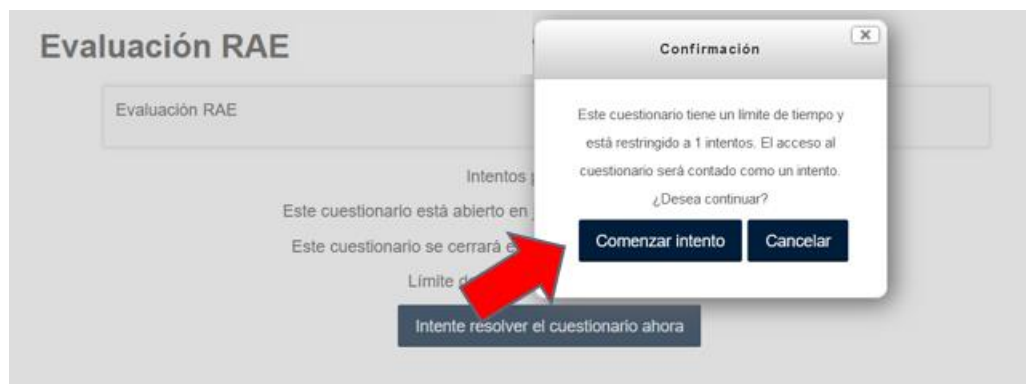 Evaluación RAE
Evaluación RAE
Intentos
Este cuestionario está abierto en
Este cuestionario se cerrará
Límite
Intente resolver el cuestionario ahora
Confirmación
Este cuestionario tiene un límite de tiempo y
está restringido a 1 intentos. El acceso al
cuestionario será contado como un intento.
¿Desea continuar?
Comenzar intento
Cancelar